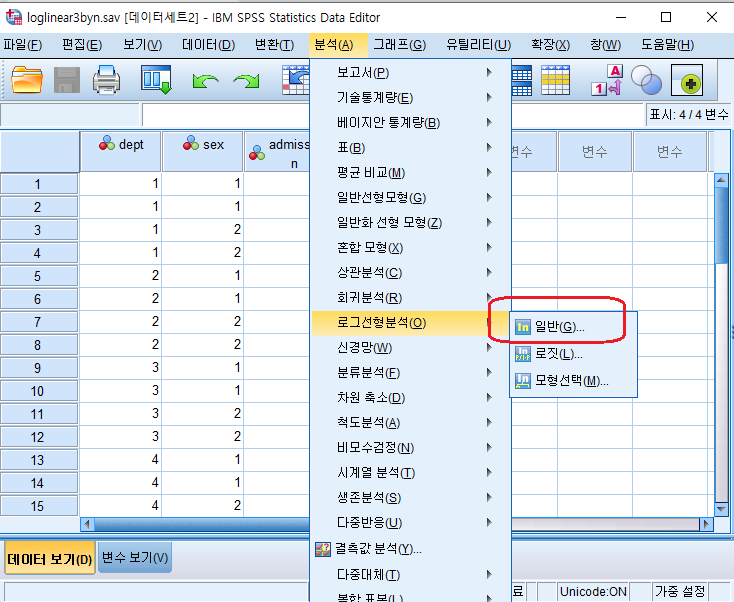 loglinear3byn.sav [데이터세트2] - IBM SPSS Statistics Data Editor
파일(F) 편집(E) 보기(V) 데이터(D) 변환(T) 분석(A) 그래프(G) 유틸리티(U) 확장(X) 창(W) 도움말(H)
표시: 4 / 4 변수
dept sex admiss
n
변수 변수 변수
보고서(P)
기술통계량(E)
베이지안 통계량(B)
표(B)
평균 비교(M)
일반선형모형(G)
일반화 선형 모형(Z)
혼합 모형(X)
상관분석(C)
회귀분석(R)
로그선형분석(O)
신경망(W)
분류분석(F)
차원 축소(D)
척도분석(A)
비모수검정(N)
시계열 분석(T)
생존분석(S)
다중반응(U)
결측값 분석(Y)...
다중대체(T)
복합 표본(L)
일반(G)...
로짓(L)...
모형선택(M)...
1 1 1
2 1 1
3 1 2
4 1 2
5 2 1
6 2 1
7 2 2
8 2 2
9 3 1
10 3 1
11 3 2
12 3 2
13 4 1
14 4 1
15 4 2
데이터 보기(D) 변수 보기(V)
료 Unicode:ON 가중 설정